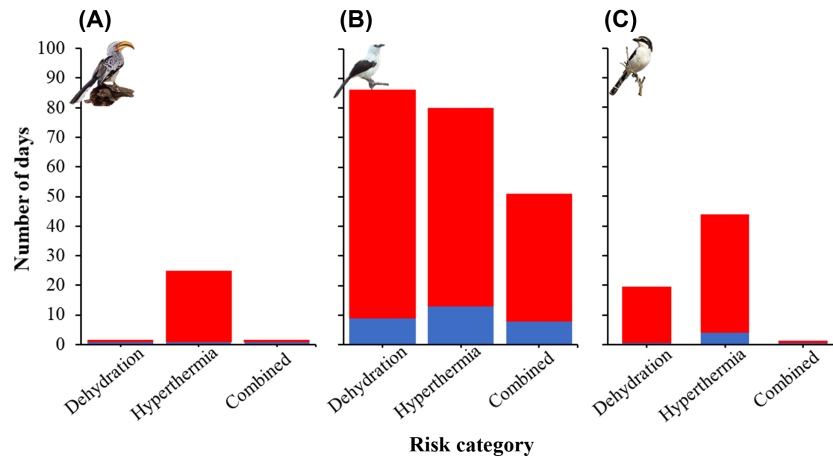 (A) (B) (C)
100
90
80
70
60
50
40
30
20
10
0
Number of days
Dehydration Hyperthermia Combined
Dehydration Hyperthermia Combined
Dehydration Hyperthermia Combined
Risk category